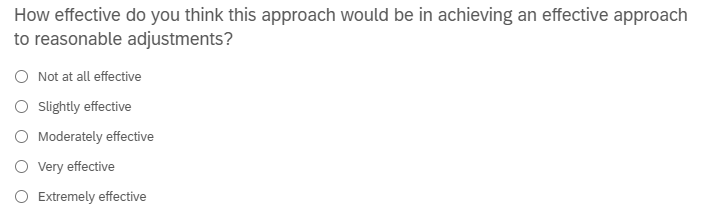 How effective do you think this approach would be in achieving an effective approach
to reasonable adjustments?
Not at all effective
Slightly effective
Moderately effective
Very effective
Extremely effective